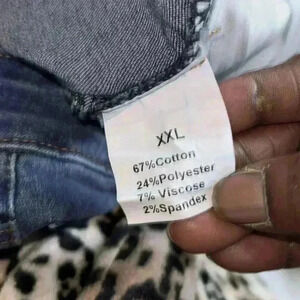 XXL
67%Cotton
24%Polyester
7% Viscose
2%Spandex